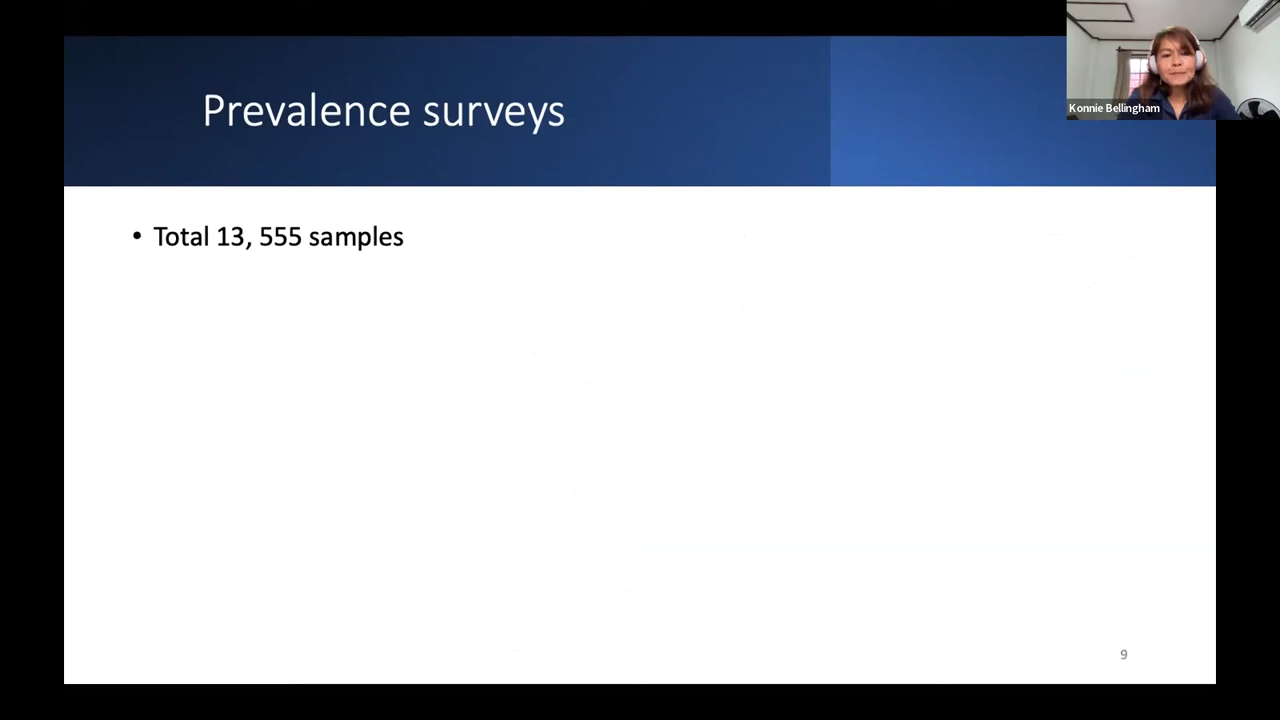 Prevalence surveys
Konnie Bellingham
• Total 13, 555 samples
9